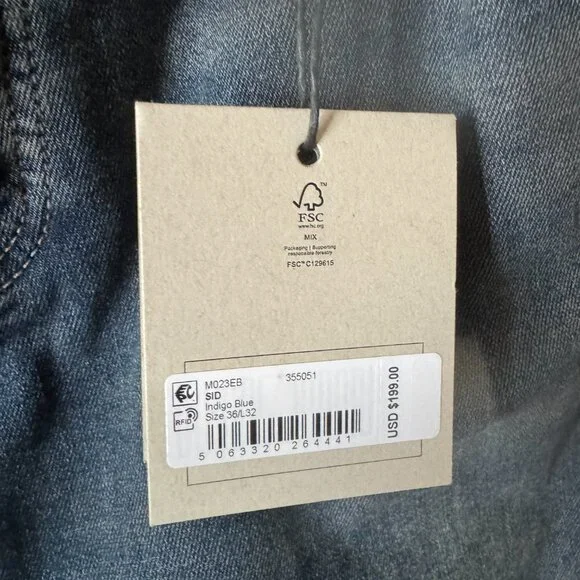 FSC
www.fsc.org
MIX
Packaging | Supporting
responsible forestry
FSC™ C129615
M023EB 355051
SID
Indigo Blue
Size 36/L32
RFID
5 063320 264441
USD $199.00